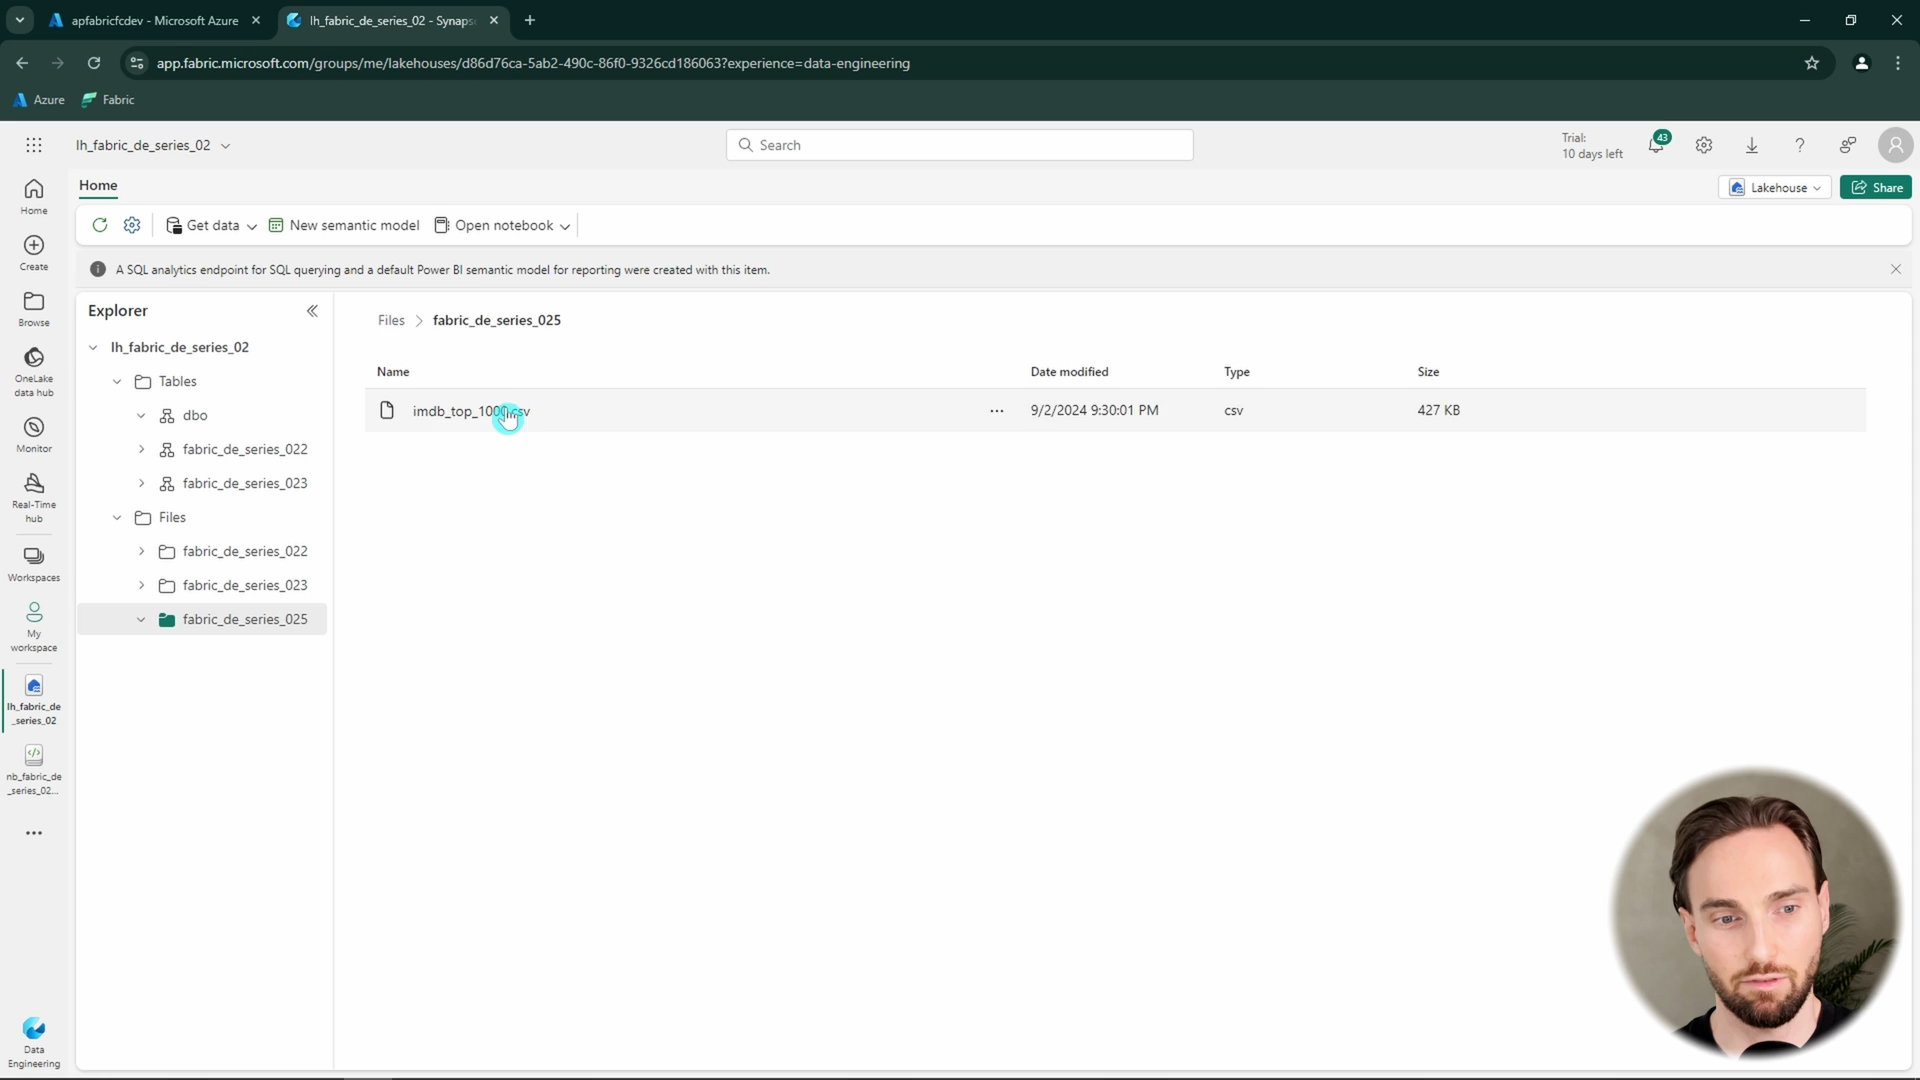 apfabricfcdev - Microsoft Azure
lh_fabric_de_series_02 - Synaps
app.fabric.microsoft.com/groups/me/lakehouses/d86d76ca-5ab2-490c-86f0-9326cd186063?experience=data-engineering
Azure
Fabric
lh_fabric_de_series_02
Search
Trial:
10 days left
43
Home
Lakehouse
Share
Get data
New semantic model
Open notebook
A SQL analytics endpoint for SQL querying and a default Power BI semantic model for reporting were created with this item.
Home
Create
Browse
OneLake
data hub
Monitor
Real-Time
hub
Workspaces
My
workspace
lh_fabric_de
_series_02
nb_fabric_de
_series_02...
Data
Engineering
Explorer
lh_fabric_de_series_02
Tables
dbo
fabric_de_series_022
fabric_de_series_023
Files
fabric_de_series_022
fabric_de_series_023
fabric_de_series_025
Files > fabric_de_series_025
Name Date modified Type Size
imdb_top_1000.csv ... 9/2/2024 9:30:01 PM csv 427 KB